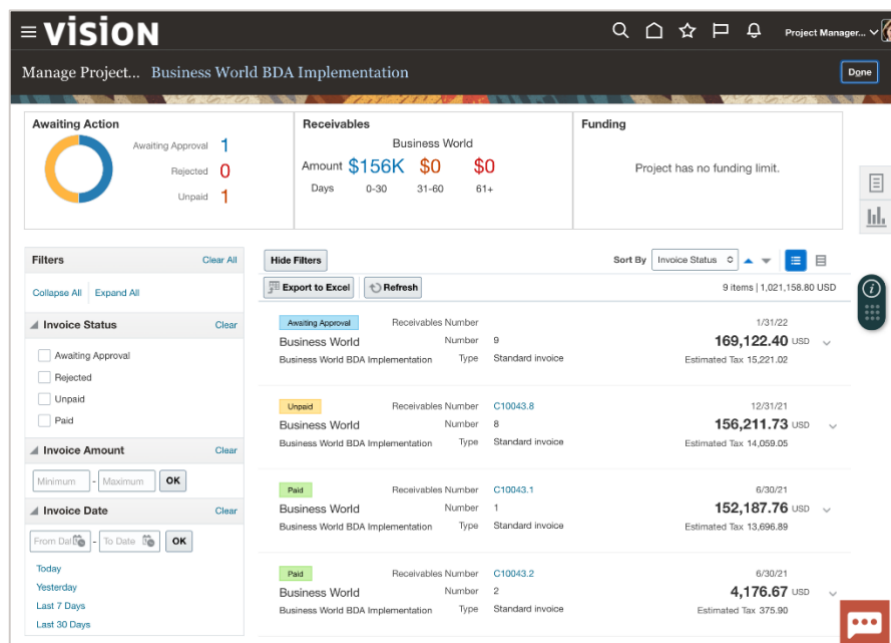 VISION
Project Manager...
Manage Project... Business World BDA Implementation
Done
Awaiting Action
Awaiting Approval 1
Rejected 0
Unpaid 1
Receivables
Business World
Amount $156K $0 $0
Days 0-30 31-60 61+
Funding
Project has no funding limit.
Filters Clear All
Collapse All Expand All
Invoice Status Clear
Awaiting Approval
Rejected
Unpaid
Paid
Invoice Amount Clear
Minimum - Maximum OK
Invoice Date Clear
From Dat - To Date OK
Today
Yesterday
Last 7 Days
Last 30 Days
Hide Filters
Sort By Invoice Status
Export to Excel Refresh
9 items | 1,021,158.80 USD
Awaiting Approval Receivables Number 1/31/22
Business World Number 9 169,122.40 USD
Business World BDA Implementation Type Standard invoice Estimated Tax 15,221.02
Unpaid Receivables Number C10043.8 12/31/21
Business World Number 8 156,211.73 USD
Business World BDA Implementation Type Standard invoice Estimated Tax 14,059.05
Paid Receivables Number C10043.1 6/30/21
Business World Number 1 152,187.76 USD
Business World BDA Implementation Type Standard invoice Estimated Tax 13,696.89
Paid Receivables Number C10043.2 6/30/21
Business World Number 2 4,176.67 USD
Business World BDA Implementation Type Standard invoice Estimated Tax 375.90